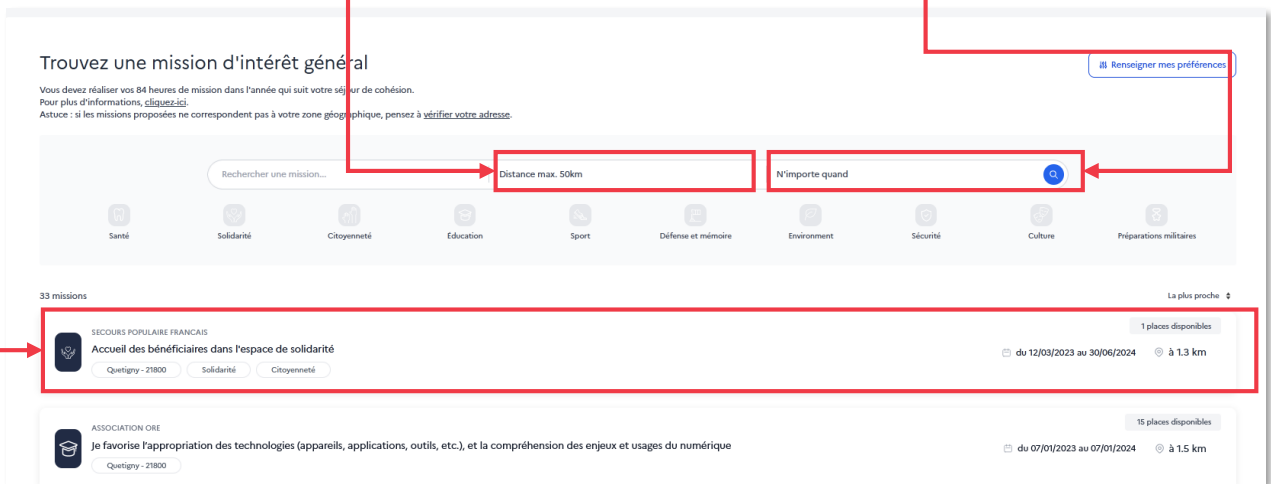 Trouvez une mission d'intérêt général
Renseigner mes préférences
Vous devez réaliser vos 84 heures de mission dans l'année qui suit votre séjour de cohésion.
Pour plus d'informations, cliquez-ici.
Astuce : si les missions proposées ne correspondent pas à votre zone géographique, pensez à vérifier votre adresse.
Rechercher une mission...
Distance max. 50km
N'importe quand
Santé
Solidarité
Citoyenneté
Éducation
Sport
Défense et mémoire
Environment
Sécurité
Culture
Préparations militaires
33 missions
La plus proche
SECOURS POPULAIRE FRANCAIS
1 places disponibles
Accueil des bénéficiaires dans l'espace de solidarité
du 12/03/2023 au 30/06/2024
à 1.3 km
Quetigny - 21800
Solidarité
Citoyenneté
ASSOCIATION ORE
15 places disponibles
Je favorise l'appropriation des technologies (appareils, applications, outils, etc.), et la compréhension des enjeux et usages du numérique
du 07/01/2023 au 07/01/2024
à 1.5 km
Quetigny - 21800